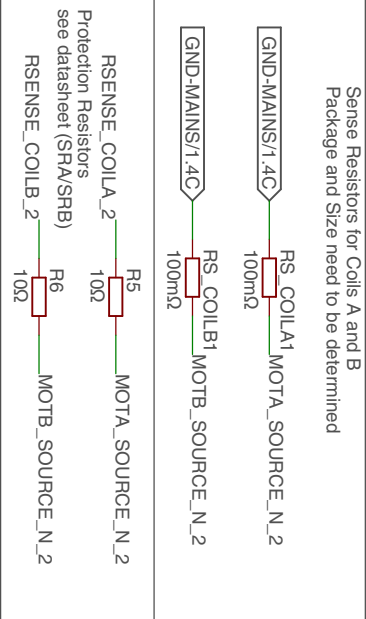 Sense Resistors for Coils A and B
Package and Size need to be determined
GND-MAINS/1.4C
RS_COILA1
100mΩ
MOTA_SOURCE_N_2
GND-MAINS/1.4C
RS_COILB1
100mΩ
MOTB_SOURCE_N_2
RSENSE_COILA_2
R5
10Ω
MOTA_SOURCE_N_2
Protection Resistors
see datasheet (SRA/SRB)
RSENSE_COILB_2
R6
10Ω
MOTB_SOURCE_N_2